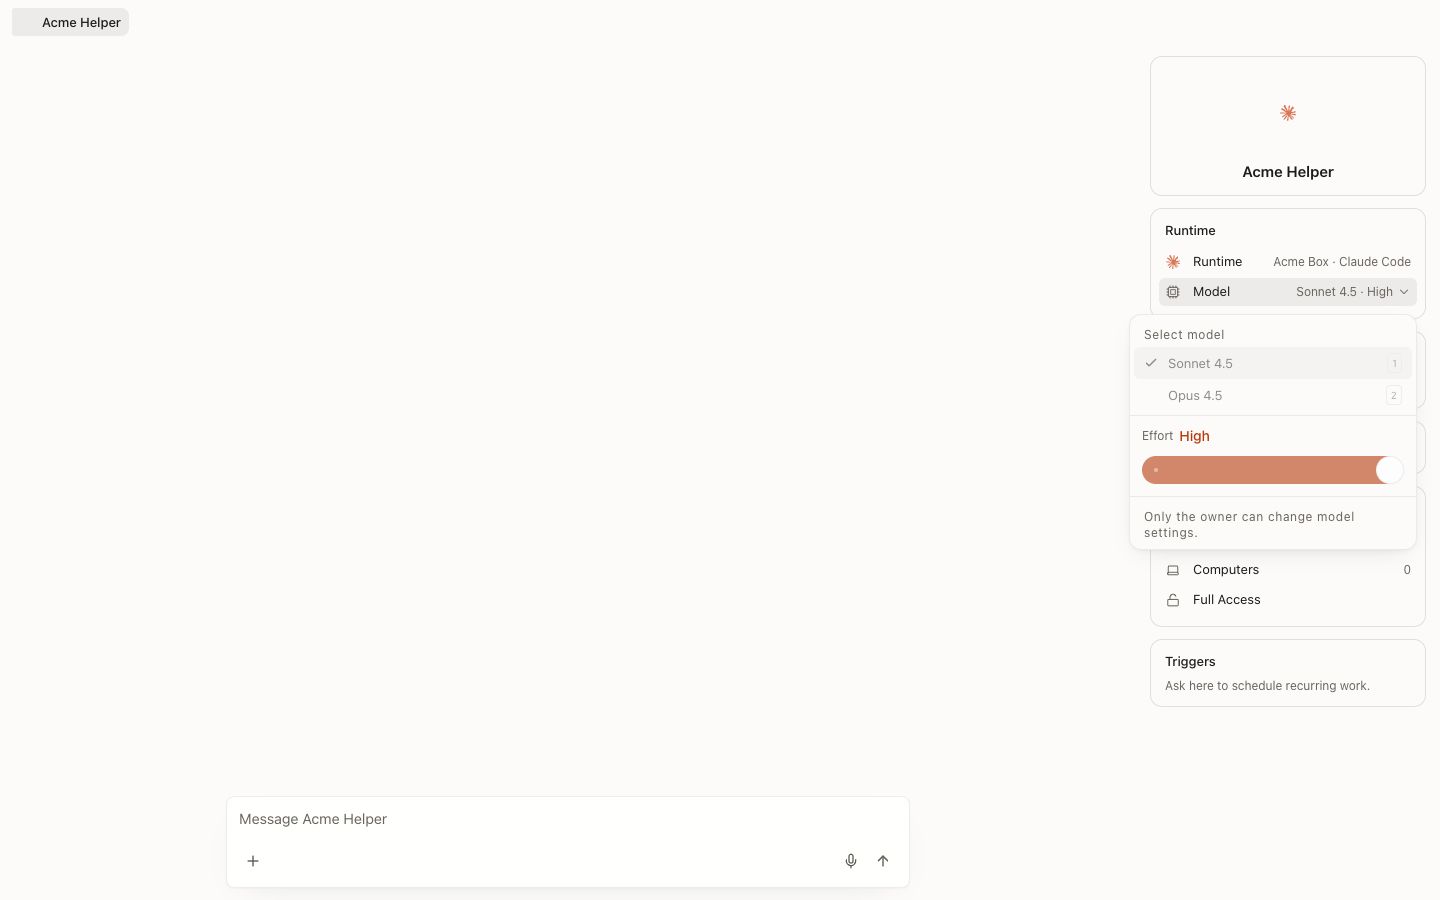 Acme Helper
Acme Helper
Runtime
Runtime Acme Box · Claude Code
Model Sonnet 4.5 · High
Select model
Sonnet 4.5 1
Opus 4.5 2
Effort High
Only the owner can change model
settings.
Computers 0
Full Access
Triggers
Ask here to schedule recurring work.
Message Acme Helper